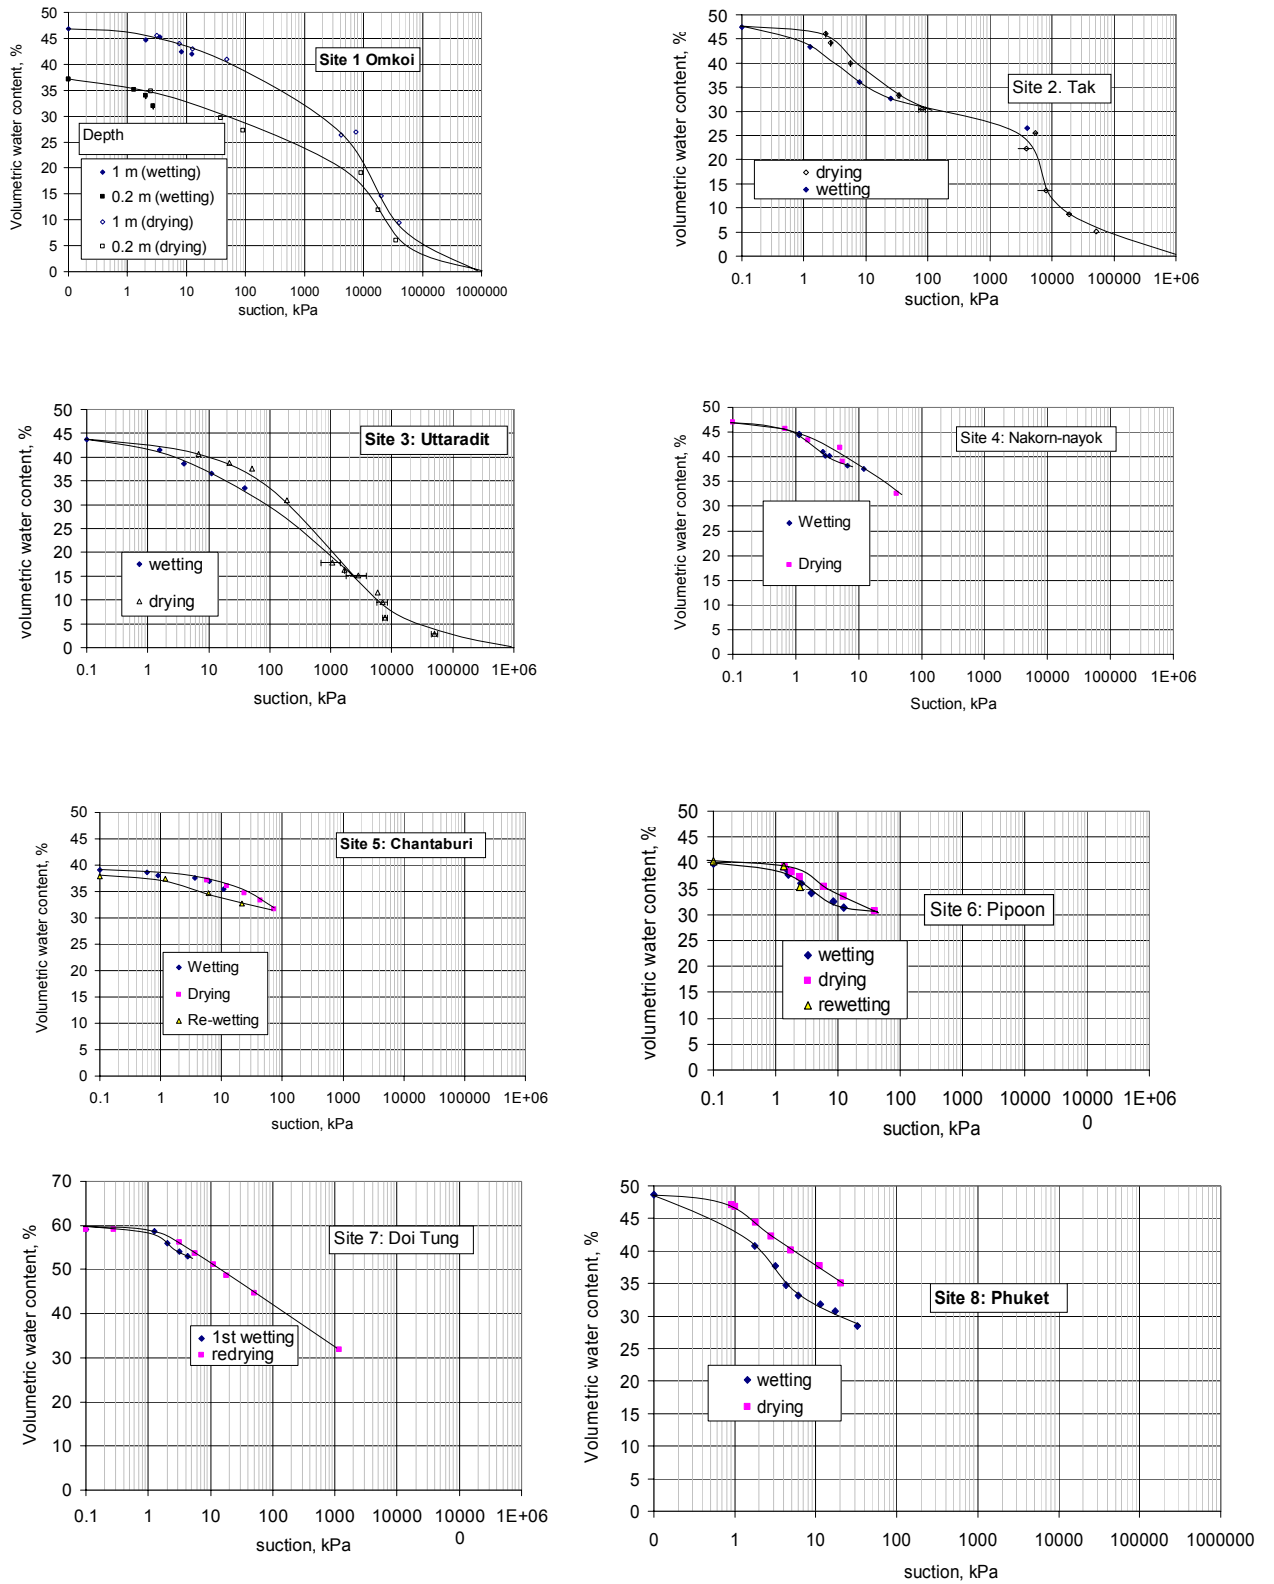 Volumetric water content, %
50
45
40
35
30
25
20
15
10
5
0
Site 1 Omkoi
Depth
1 m (wetting)
0.2 m (wetting)
1 m (drying)
0.2 m (drying)
0 1 10 100 1000 10000 100000 1000000
suction, kPa
volumetric water content, %
50
45
40
35
30
25
20
15
10
5
0
Site 2. Tak
drying
wetting
0.1 1 10 100 1000 10000 100000 1E+06
suction, kPa
volumetric water content, %
50
45
40
35
30
25
20
15
10
5
0
Site 3: Uttaradit
wetting
drying
0.1 1 10 100 1000 10000 100000 1E+06
suction, kPa
Volumetric water content, %
50
45
40
35
30
25
20
15
10
5
0
Site 4: Nakorn-nayok
Wetting
Drying
0.1 1 10 100 1000 10000 100000 1E+06
Suction, kPa
Volumetric water content, %
50
45
40
35
30
25
20
15
10
5
0
Site 5: Chantaburi
Wetting
Drying
Re-wetting
0.1 1 10 100 1000 10000 100000 1E+06
suction, kPa
volumetric water content, %
50
45
40
35
30
25
20
15
10
5
0
Site 6: Pipoon
wetting
drying
rewetting
0.1 1 10 100 1000 10000 10000 1E+06
0
suction, kPa
Volumetric water content, %
70
60
50
40
30
20
10
0
Site 7: Doi Tung
1st wetting
redrying
0.1 1 10 100 1000 10000 10000 1E+06
0
suction, kPa
Volumetric water content, %
50
45
40
35
30
25
20
15
10
5
0
Site 8: Phuket
wetting
drying
0 1 10 100 1000 10000 100000 1000000
suction, kPa